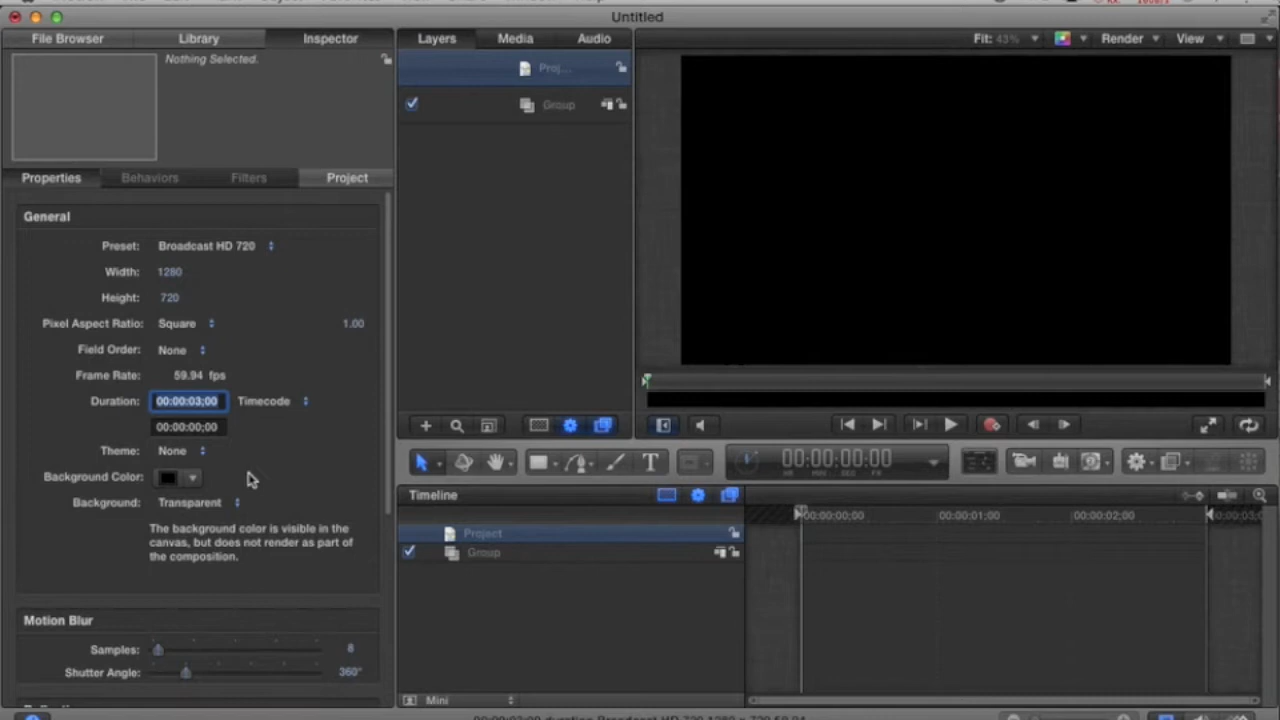 Untitled
File Browser Library Inspector
Nothing Selected.
Properties Behaviors Filters Project
General
Preset: Broadcast HD 720
Width: 1280
Height: 720
Pixel Aspect Ratio: Square 1.00
Field Order: None
Frame Rate: 59.94 fps
Duration: 00:00:03;00 Timecode
00:00:00;00
Theme: None
Background Color:
Background: Transparent
The background color is visible in the
canvas, but does not render as part of
the composition.
Motion Blur
Samples: 8
Shutter Angle: 360°
Layers Media Audio
Proj...
Group
Fit: 43% Render View
00:00:00:00
Timeline
Project
Group
00:00:00;00 00:00:01;00 00:00:02;00
Mini